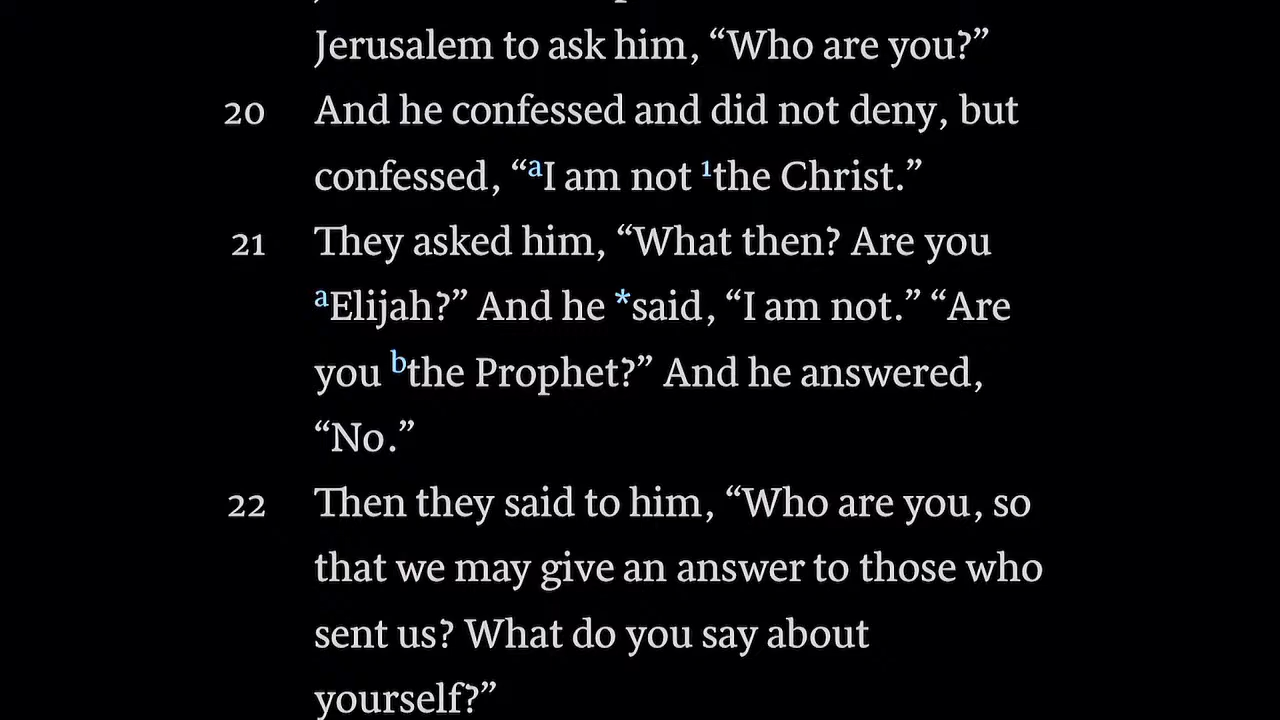 Jerusalem to ask him, “Who are you?”
20 And he confessed and did not deny, but
confessed, “aI am not 1the Christ.”
21 They asked him, “What then? Are you
aElijah?” And he *said, “I am not.” “Are
you bthe Prophet?” And he answered,
“No.”
22 Then they said to him, “Who are you, so
that we may give an answer to those who
sent us? What do you say about
yourself?”